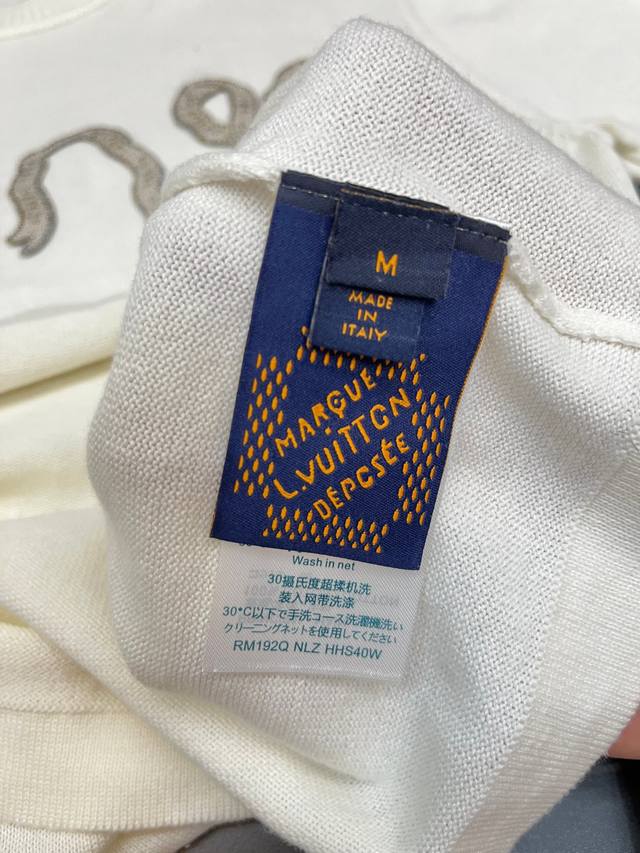 M
MADE
IN
ITALY
MARQUE
L.VUITTON
DÉPOSÉE
Wash in net
30摄氏度超揉机洗
装入网带洗涤
30°C以下で手洗コース洗濯機洗い
クリーニングネットを使用してください
RM192Q NLZ HHS40W